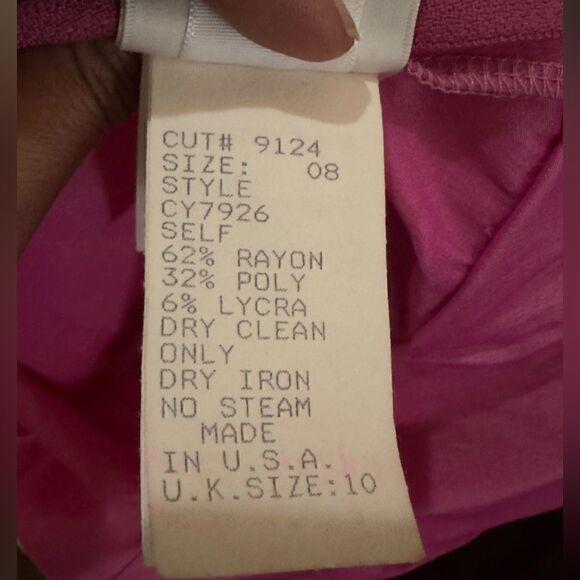 CUT# 9124
SIZE: 08
STYLE
CY7926
SELF
62% RAYON
32% POLY
6% LYCRA
DRY CLEAN
ONLY
DRY IRON
NO STEAM
MADE
IN U.S.A.
U.K.SIZE:10